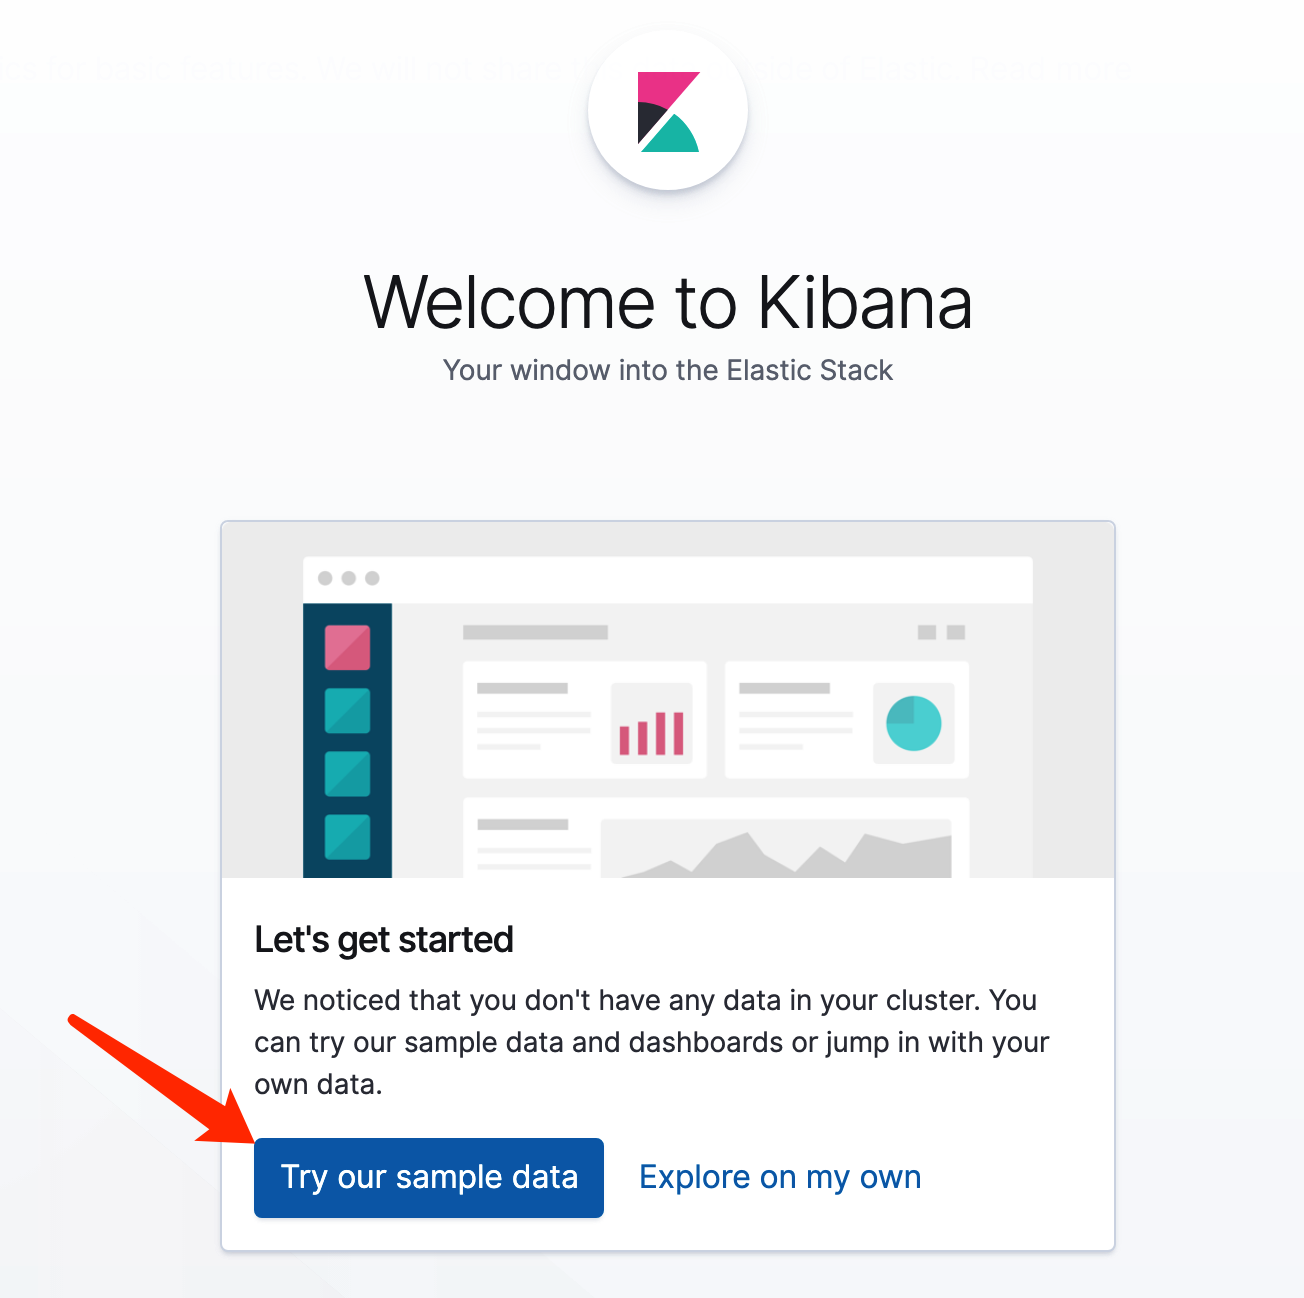 ics for basic features. We will not share side of Elastic. Read more.
Welcome to Kibana
Your window into the Elastic Stack
Let's get started
We noticed that you don't have any data in your cluster. You
can try our sample data and dashboards or jump in with your
own data.
Try our sample data
Explore on my own